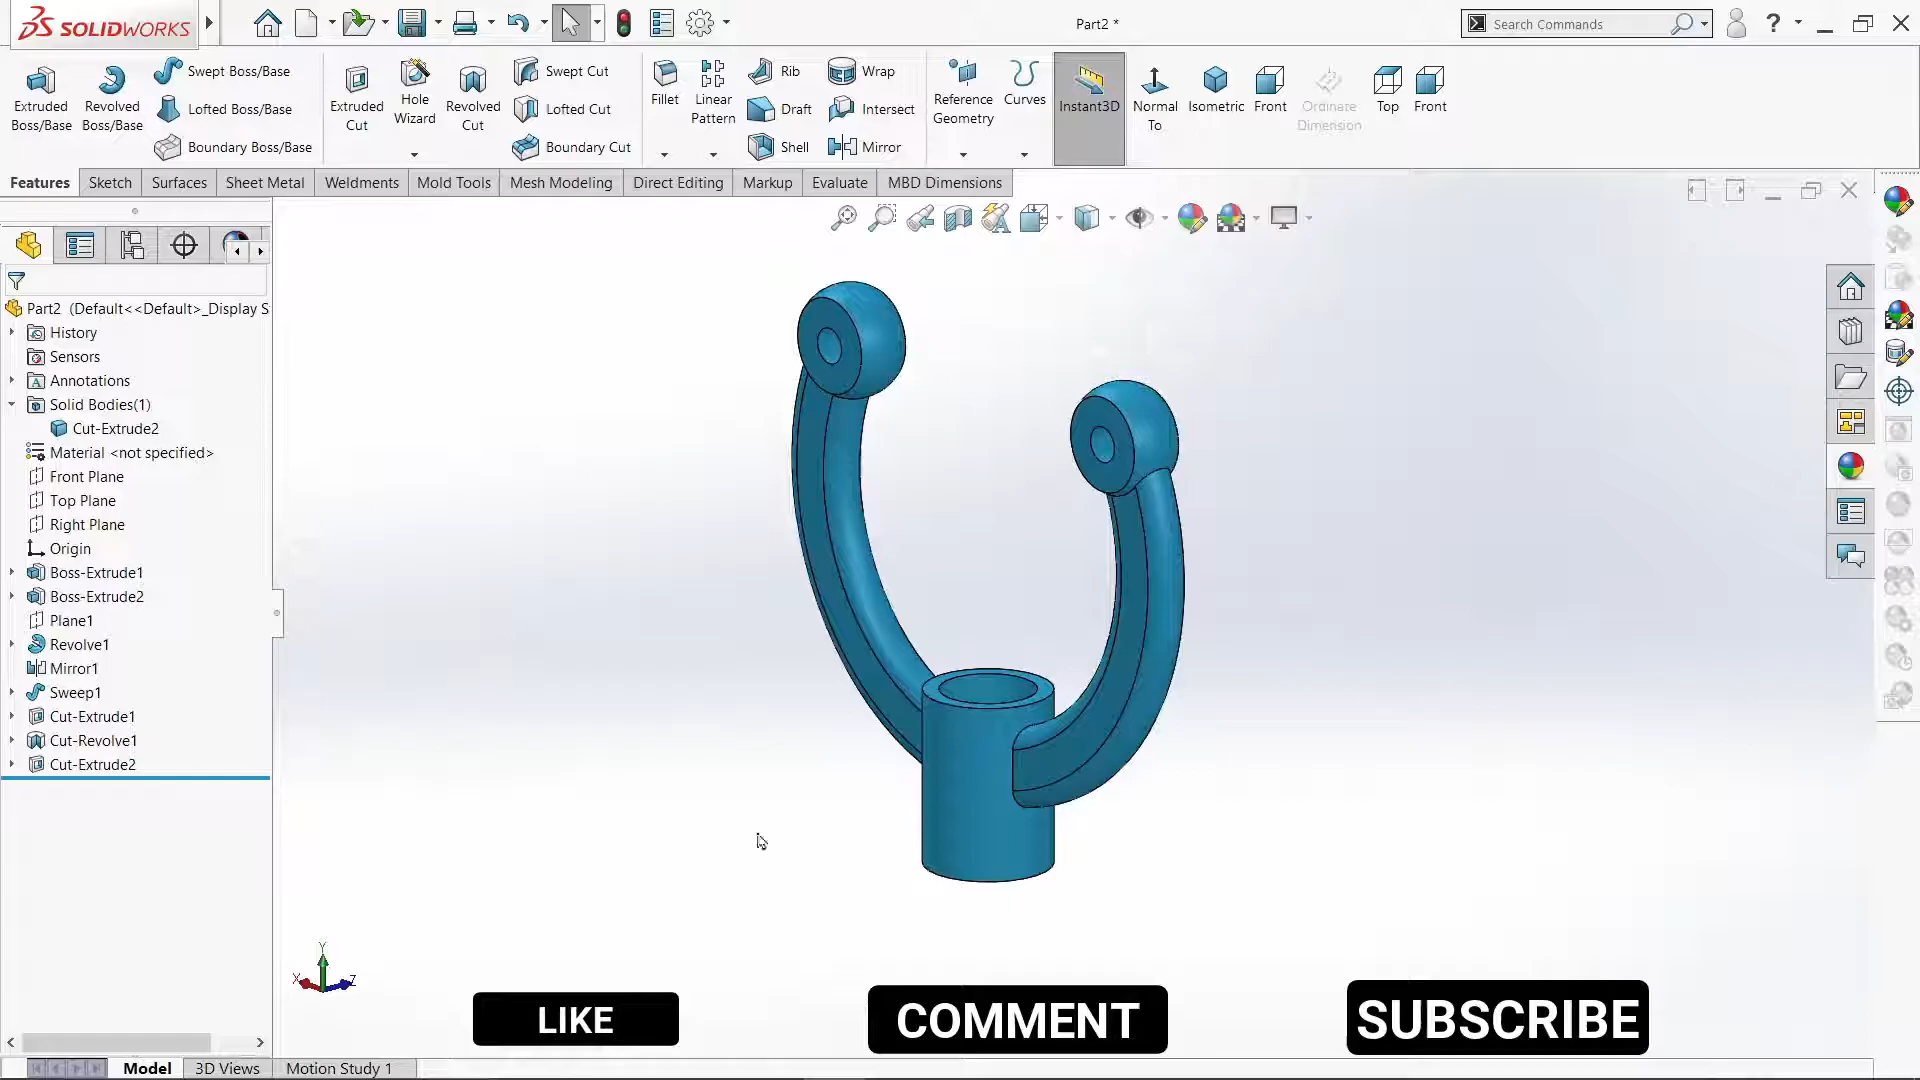 SOLIDWORKS
Part2 *
Search Commands
?
Extruded Boss/Base
Revolved Boss/Base
Swept Boss/Base
Lofted Boss/Base
Boundary Boss/Base
Extruded Cut
Hole Wizard
Revolved Cut
Swept Cut
Lofted Cut
Boundary Cut
Fillet
Linear Pattern
Rib
Draft
Shell
Wrap
Intersect
Mirror
Reference Geometry
Curves
Instant3D
Normal To
Isometric
Front
Ordinate Dimension
Top
Front
Features
Sketch
Surfaces
Sheet Metal
Weldments
Mold Tools
Mesh Modeling
Direct Editing
Markup
Evaluate
MBD Dimensions
Part2 (Default<<Default>_Display S
History
Sensors
Annotations
Solid Bodies(1)
Cut-Extrude2
Material <not specified>
Front Plane
Top Plane
Right Plane
Origin
Boss-Extrude1
Boss-Extrude2
Plane1
Revolve1
Mirror1
Sweep1
Cut-Extrude1
Cut-Revolve1
Cut-Extrude2
Y
X
Z
LIKE
COMMENT
SUBSCRIBE
Model
3D Views
Motion Study 1